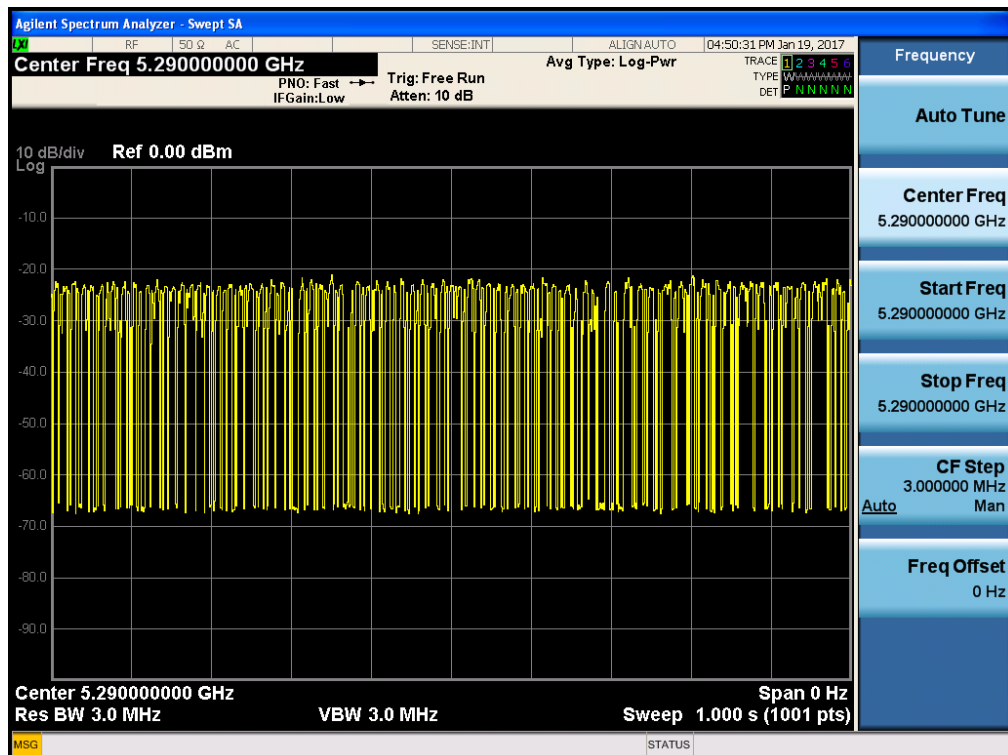 Agilent Spectrum Analyzer - Swept SA
LXI RF 50 Ω AC SENSE:INT ALIGN AUTO 04:50:31 PM Jan 19, 2017
Center Freq 5.290000000 GHz
PNO: Fast
IFGain:Low
Trig: Free Run
Atten: 10 dB
Avg Type: Log-Pwr
TRACE 1 2 3 4 5 6
TYPE W
DET P N N N N N
10 dB/div Ref 0.00 dBm
Log
-10.0
-20.0
-30.0
-40.0
-50.0
-60.0
-70.0
-80.0
-90.0
Center 5.290000000 GHz Span 0 Hz
Res BW 3.0 MHz VBW 3.0 MHz Sweep 1.000 s (1001 pts)
MSG STATUS
Frequency
Auto Tune
Center Freq
5.290000000 GHz
Start Freq
5.290000000 GHz
Stop Freq
5.290000000 GHz
CF Step
3.000000 MHz
Auto Man
Freq Offset
0 Hz